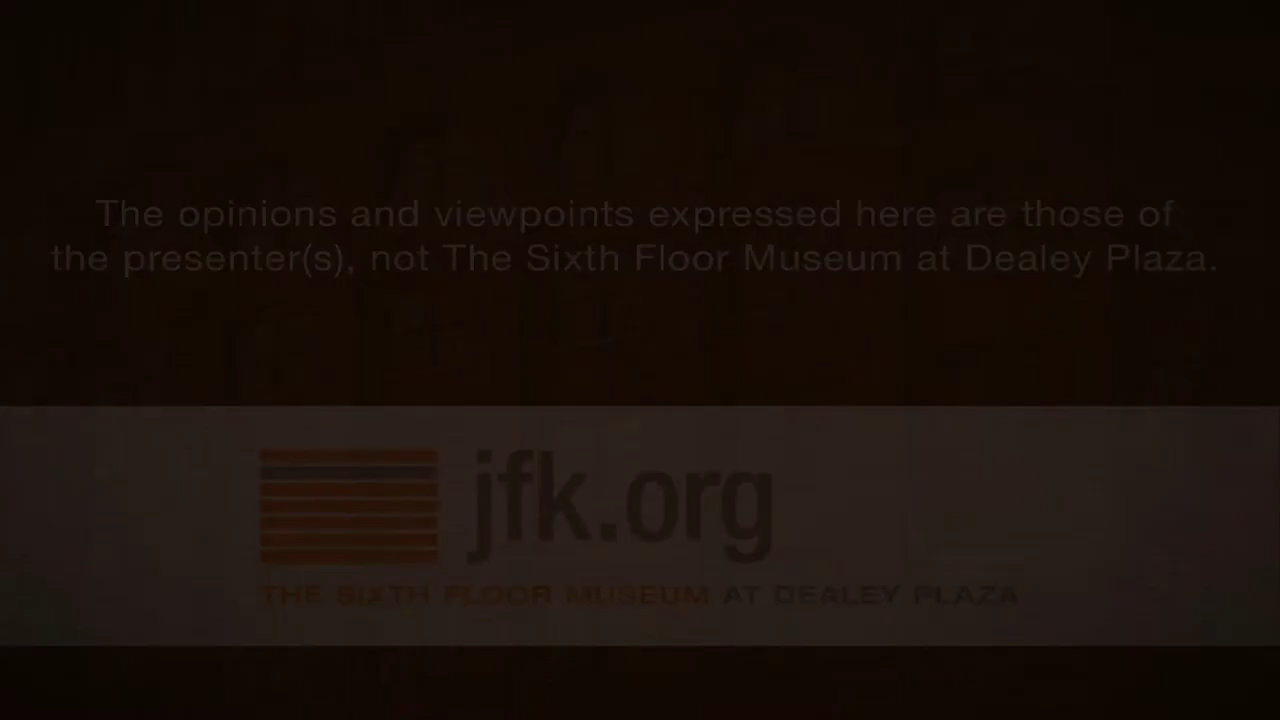 The opinions and viewpoints expressed here are those of
the presenter(s), not The Sixth Floor Museum at Dealey Plaza.
jfk.org
THE SIXTH FLOOR MUSEUM AT DEALEY PLAZA